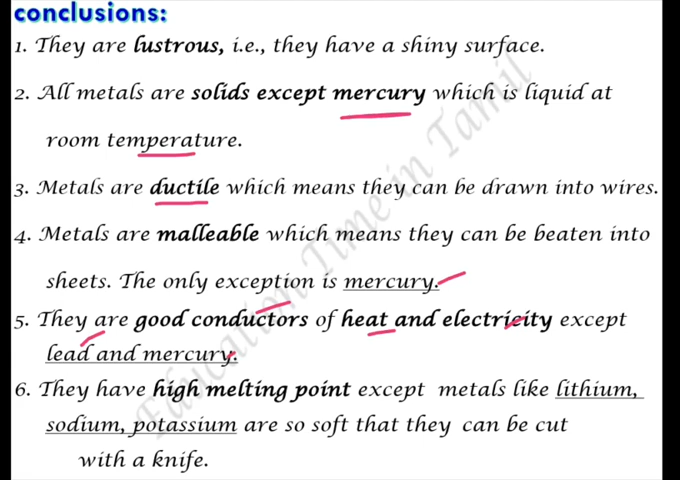 conclusions:
1. They are lustrous, i.e., they have a shiny surface.
2. All metals are solids except mercury which is liquid at
room temperature.
3. Metals are ductile which means they can be drawn into wires.
4. Metals are malleable which means they can be beaten into
sheets. The only exception is mercury.
5. They are good conductors of heat and electricity except
lead and mercury.
6. They have high melting point except metals like lithium,
sodium, potassium are so soft that they can be cut
with a knife.
Education Time in Tamil